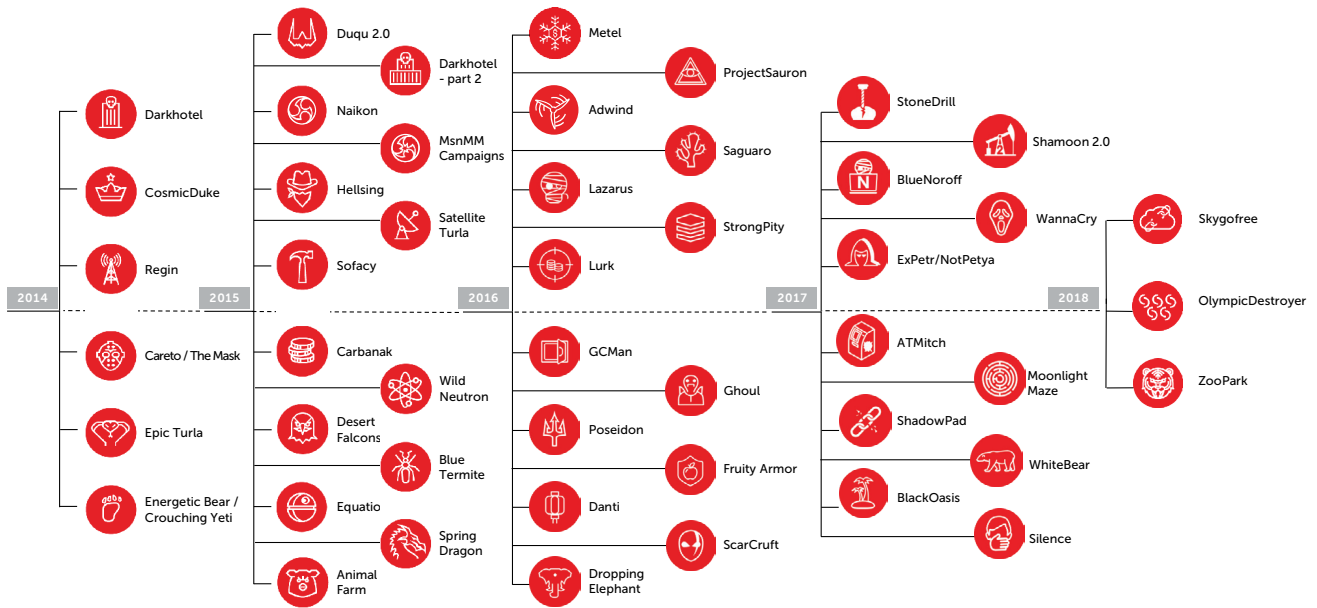 2014
Darkhotel
CosmicDuke
Regin
Careto / The Mask
Epic Turla
Energetic Bear /
Crouching Yeti
2015
Duqu 2.0
Darkhotel
- part 2
Naikon
MsnMM
Campaigns
Hellsing
Satellite
Turla
Sofacy
Carbanak
Wild
Neutron
Desert
Falcons
Blue
Termite
Equatio
Spring
Dragon
Animal
Farm
2016
Metel
ProjectSauron
Adwind
Saguaro
Lazarus
StrongPity
Lurk
GCMan
Ghoul
Poseidon
Fruity Armor
Danti
ScarCruft
Dropping
Elephant
2017
StoneDrill
Shamoon 2.0
BlueNoroff
N
WannaCry
ExPetr/NotPetya
ATMitch
Moonlight
Maze
ShadowPad
WhiteBear
BlackOasis
Silence
2018
Skygofree
OlympicDestroyer
ZooPark